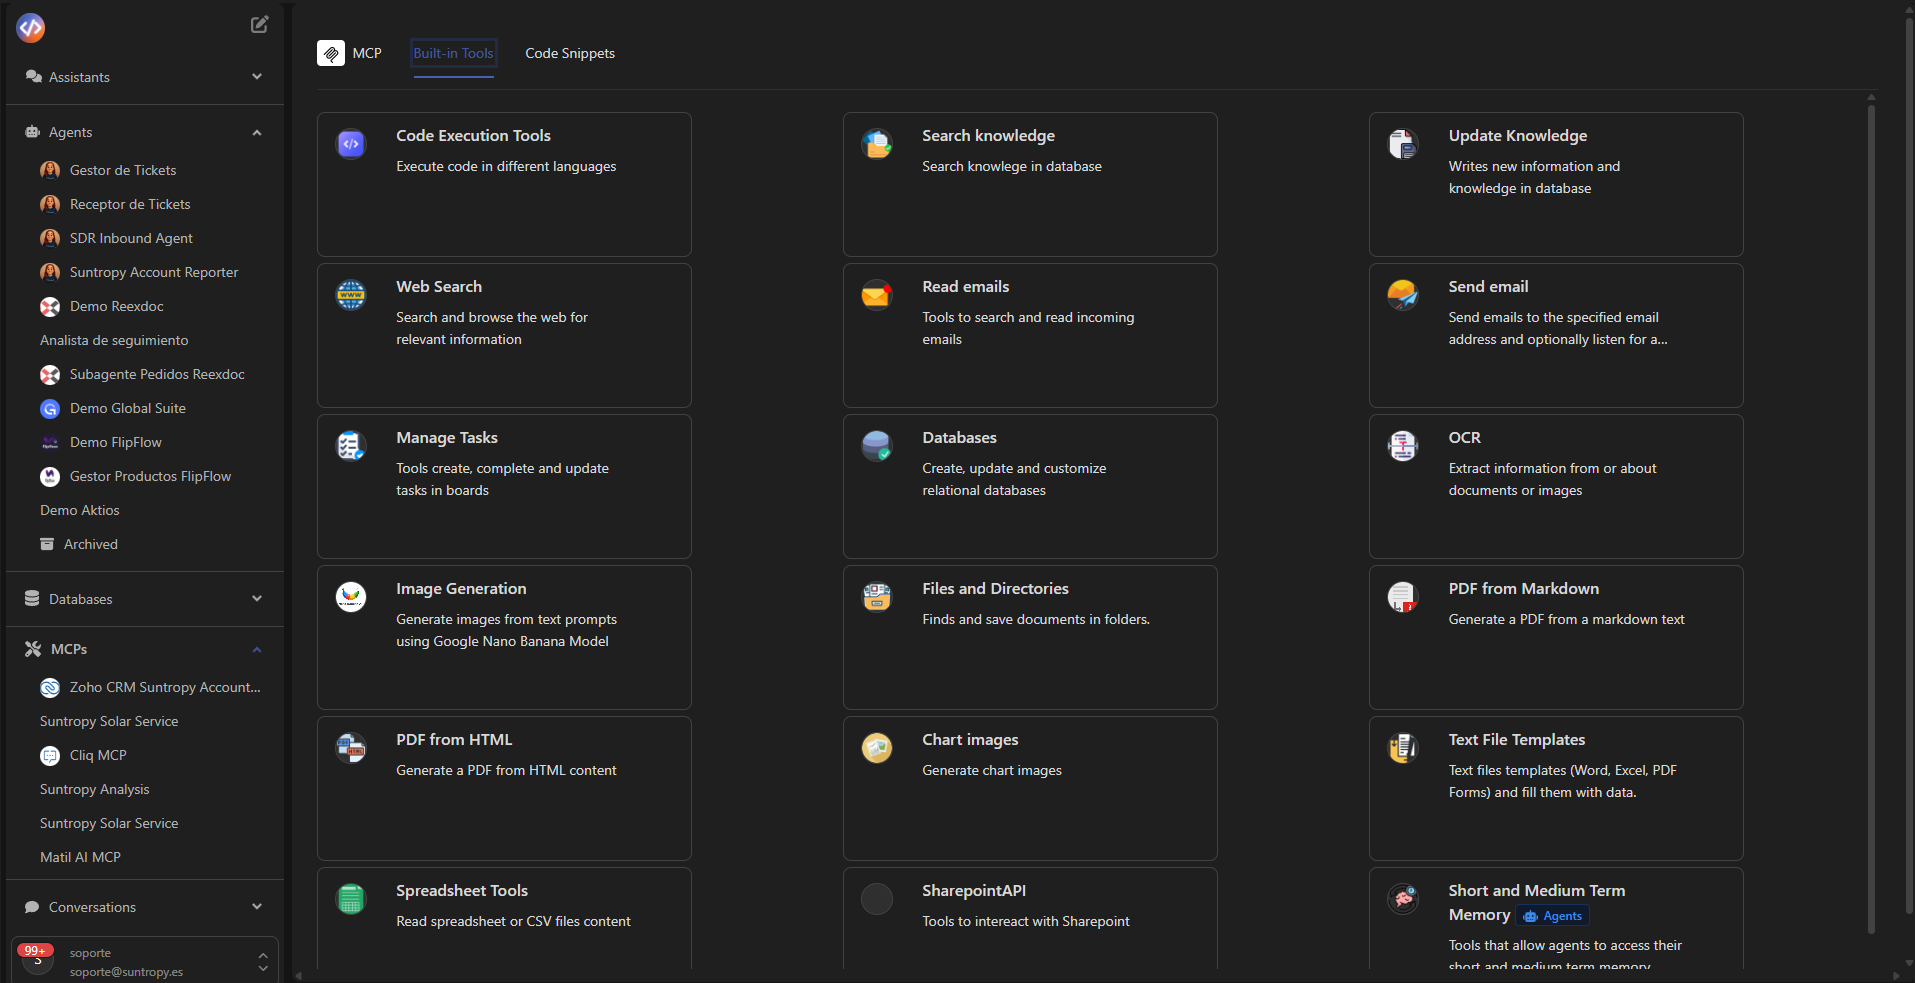 Assistants
Agents
Gestor de Tickets
Receptor de Tickets
SDR Inbound Agent
Suntropy Account Reporter
Demo Reexdoc
Analista de seguimiento
Subagente Pedidos Reexdoc
Demo Global Suite
Demo FlipFlow
Gestor Productos FlipFlow
Demo Aktios
Archived
Databases
MCPs
Zoho CRM Suntropy Account...
Suntropy Solar Service
Cliq MCP
Suntropy Analysis
Suntropy Solar Service
Matil AI MCP
Conversations
99+
S
soporte
soporte@suntropy.es
MCP
Built-in Tools
Code Snippets
Code Execution Tools
Execute code in different languages
Search knowledge
Search knowlege in database
Update Knowledge
Writes new information and
knowledge in database
Web Search
Search and browse the web for
relevant information
Read emails
Tools to search and read incoming
emails
Send email
Send emails to the specified email
address and optionally listen for a...
Manage Tasks
Tools create, complete and update
tasks in boards
Databases
Create, update and customize
relational databases
OCR
Extract information from or about
documents or images
Image Generation
Generate images from text prompts
using Google Nano Banana Model
Files and Directories
Finds and save documents in folders.
PDF from Markdown
Generate a PDF from a markdown text
PDF from HTML
Generate a PDF from HTML content
Chart images
Generate chart images
Text File Templates
Text files templates (Word, Excel, PDF
Forms) and fill them with data.
Spreadsheet Tools
Read spreadsheet or CSV files content
SharepointAPI
Tools to intereact with Sharepoint
Short and Medium Term
Memory Agents
Tools that allow agents to access their
short and medium term memory